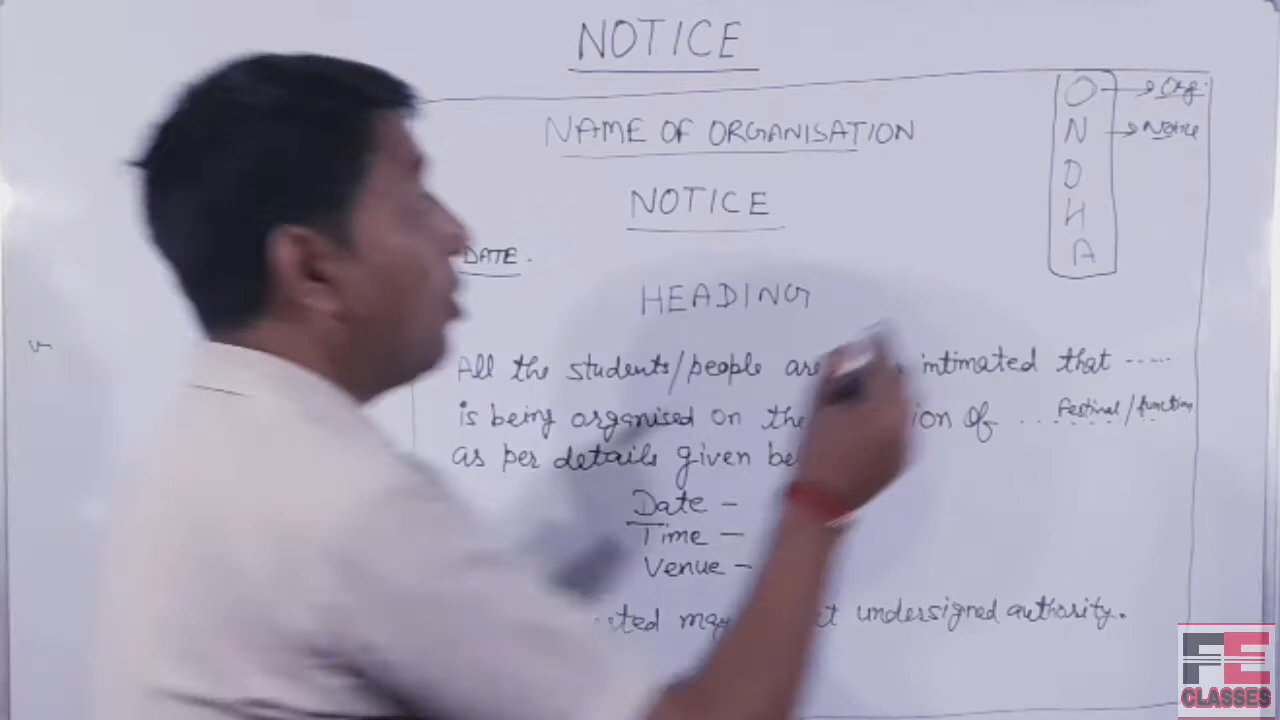 NOTICE
NAME OF ORGANISATION
NOTICE
DATE.
HEADING
All the students/people are intimated that .....
is being organised on the ion of ... Festival/function
as per details given be
Date -
Time -
Venue -
undersigned authority.
O → Org.
N → Notice
D
H
A
FE
CLASSES